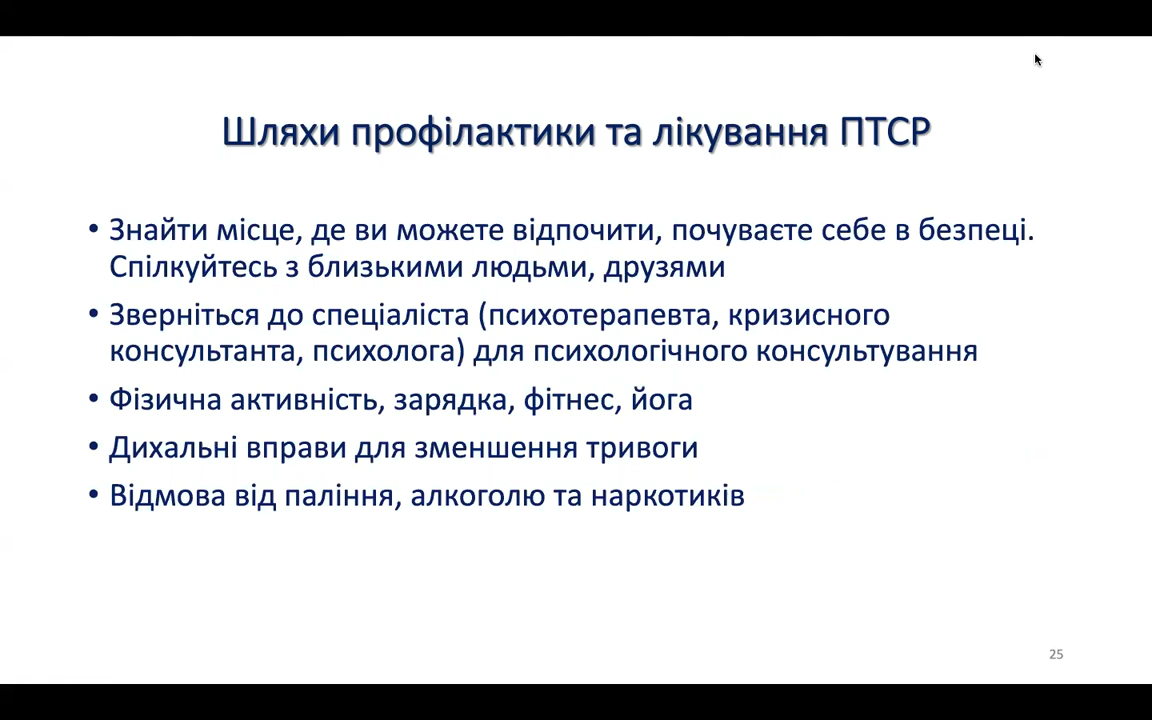 Шляхи профілактики та лікування ПТСР
• Знайти місце, де ви можете відпочити, почуваєте себе в безпеці.
Спілкуйтесь з близькими людьми, друзями
• Зверніться до спеціаліста (психотерапевта, кризисного
консультанта, психолога) для психологічного консультування
• Фізична активність, зарядка, фітнес, йога
• Дихальні вправи для зменшення тривоги
• Відмова від паління, алкоголю та наркотиків
25